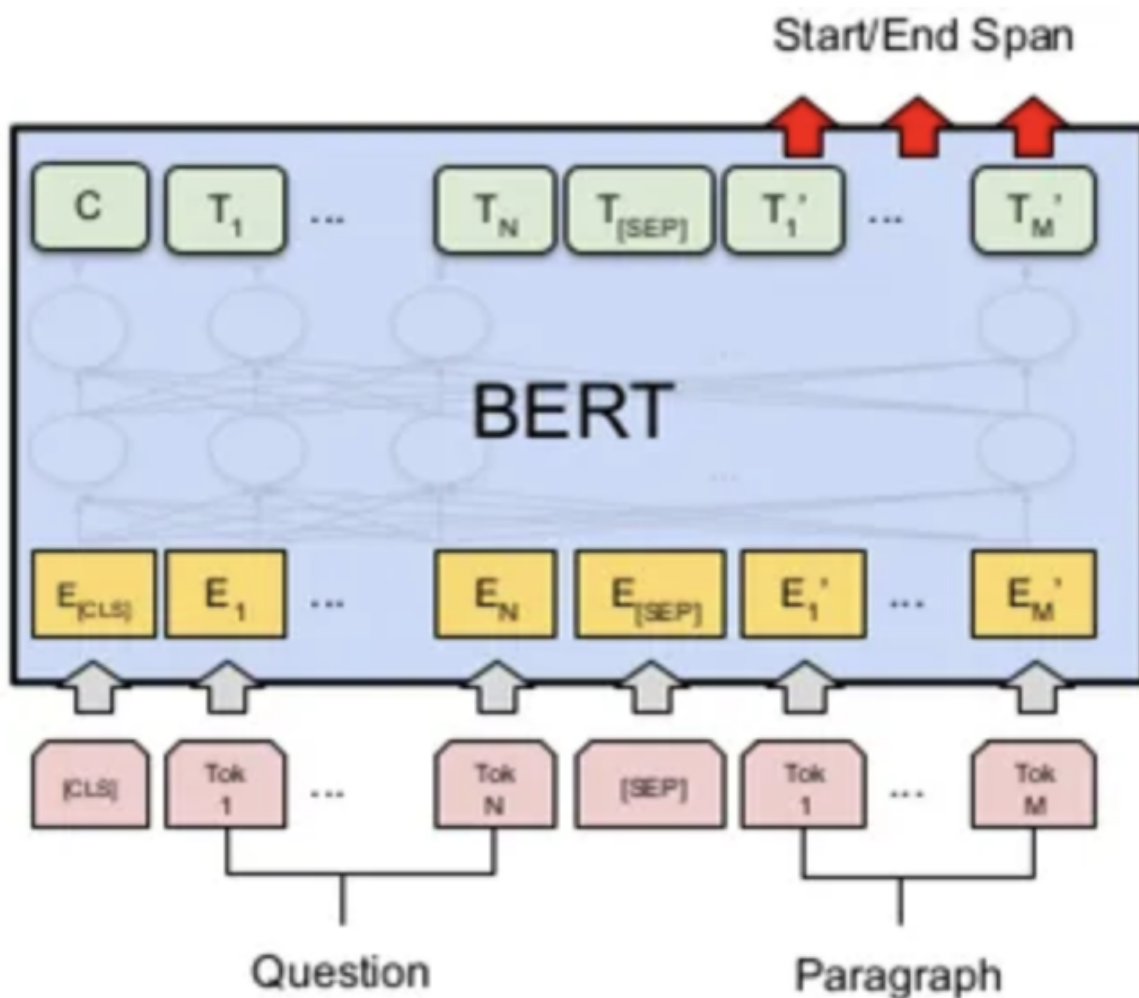 Start/End Span
C T1 ... TN T[SEP] T1' ... TM'
...
BERT
...
E[CLS] E1 ... EN E[SEP] E1' ... EM'
[CLS] Tok 1 ... Tok N [SEP] Tok 1 ... Tok M
Question Paragraph